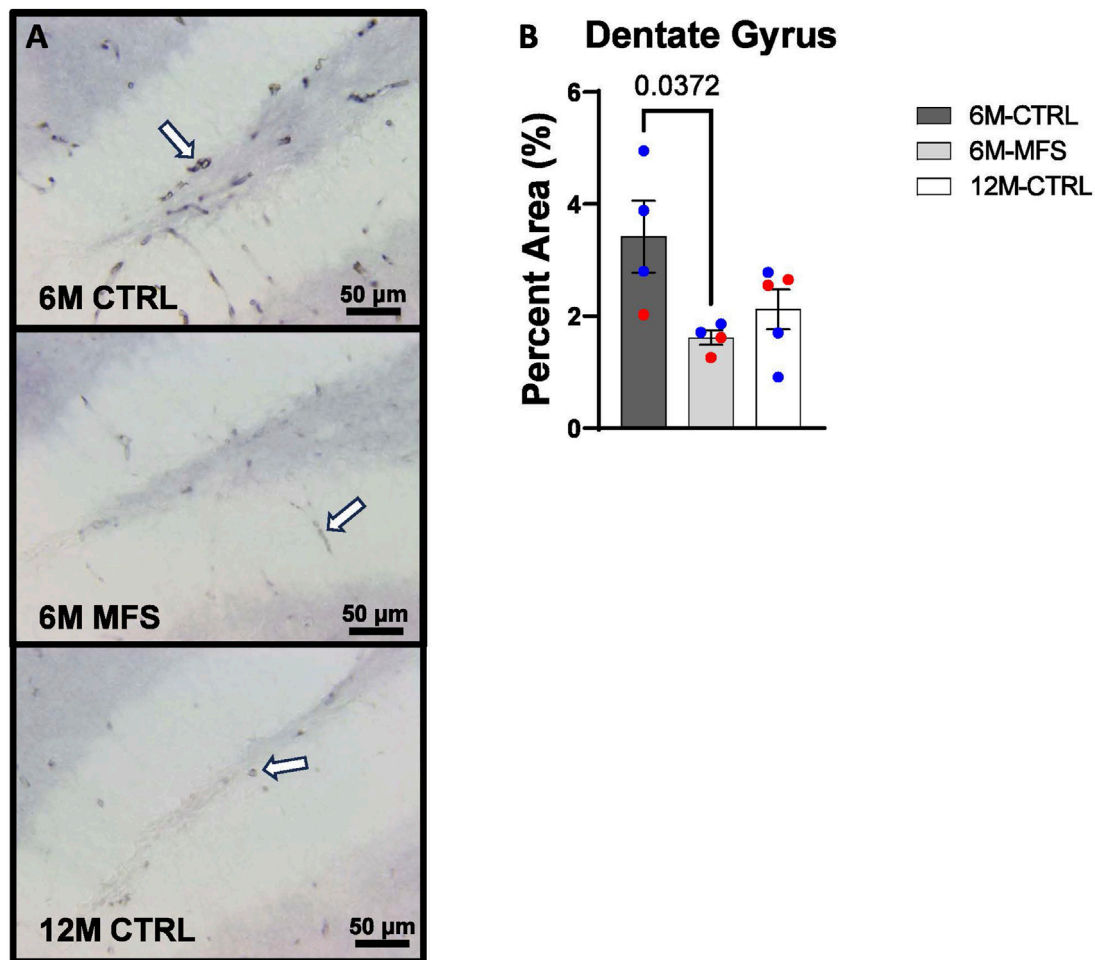 A
6M CTRL
50 µm
6M MFS
50 µm
12M CTRL
50 µm
B Dentate Gyrus
0.0372
Percent Area (%)
6
4
2
0
6M-CTRL
6M-MFS
12M-CTRL